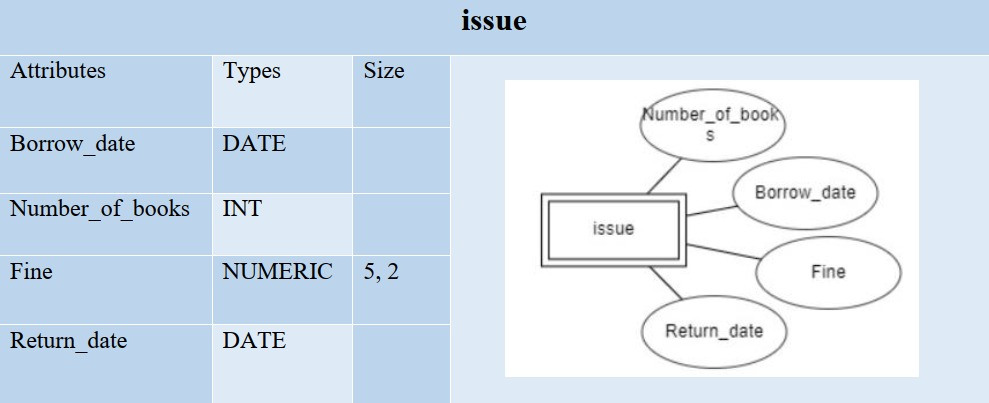 issue
Attributes Types Size
Borrow_date DATE
Number_of_books INT
Fine NUMERIC 5, 2
Return_date DATE
Number_of_book
s
Borrow_date
issue
Fine
Return_date